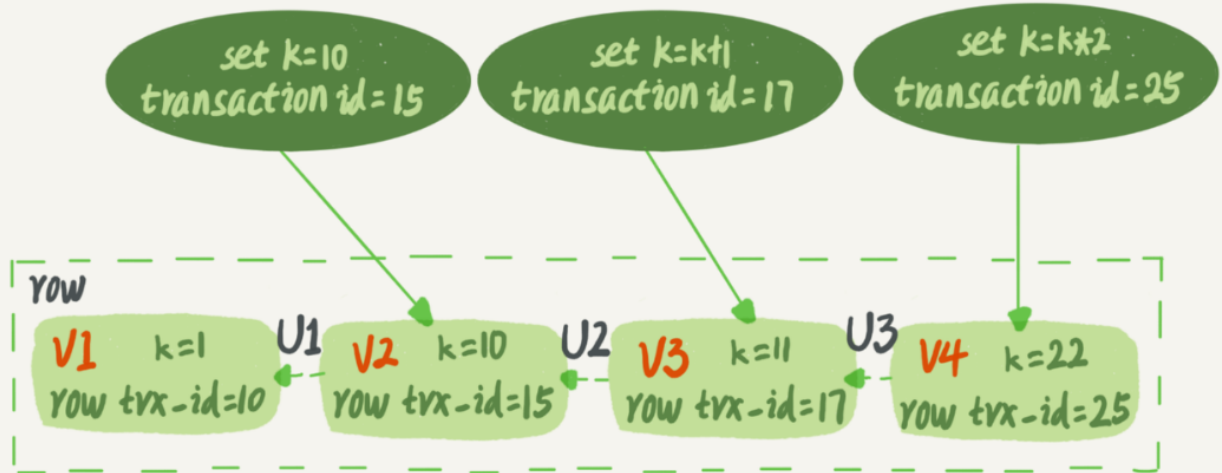 set k=10
transaction id=15
set k=k+1
transaction id=17
set k=k*2
transaction id=25
row
V1 k=1
row trx-id=10
U1
V2 k=10
row trx-id=15
U2
V3 k=11
row trx-id=17
U3
V4 k=22
row trx-id=25